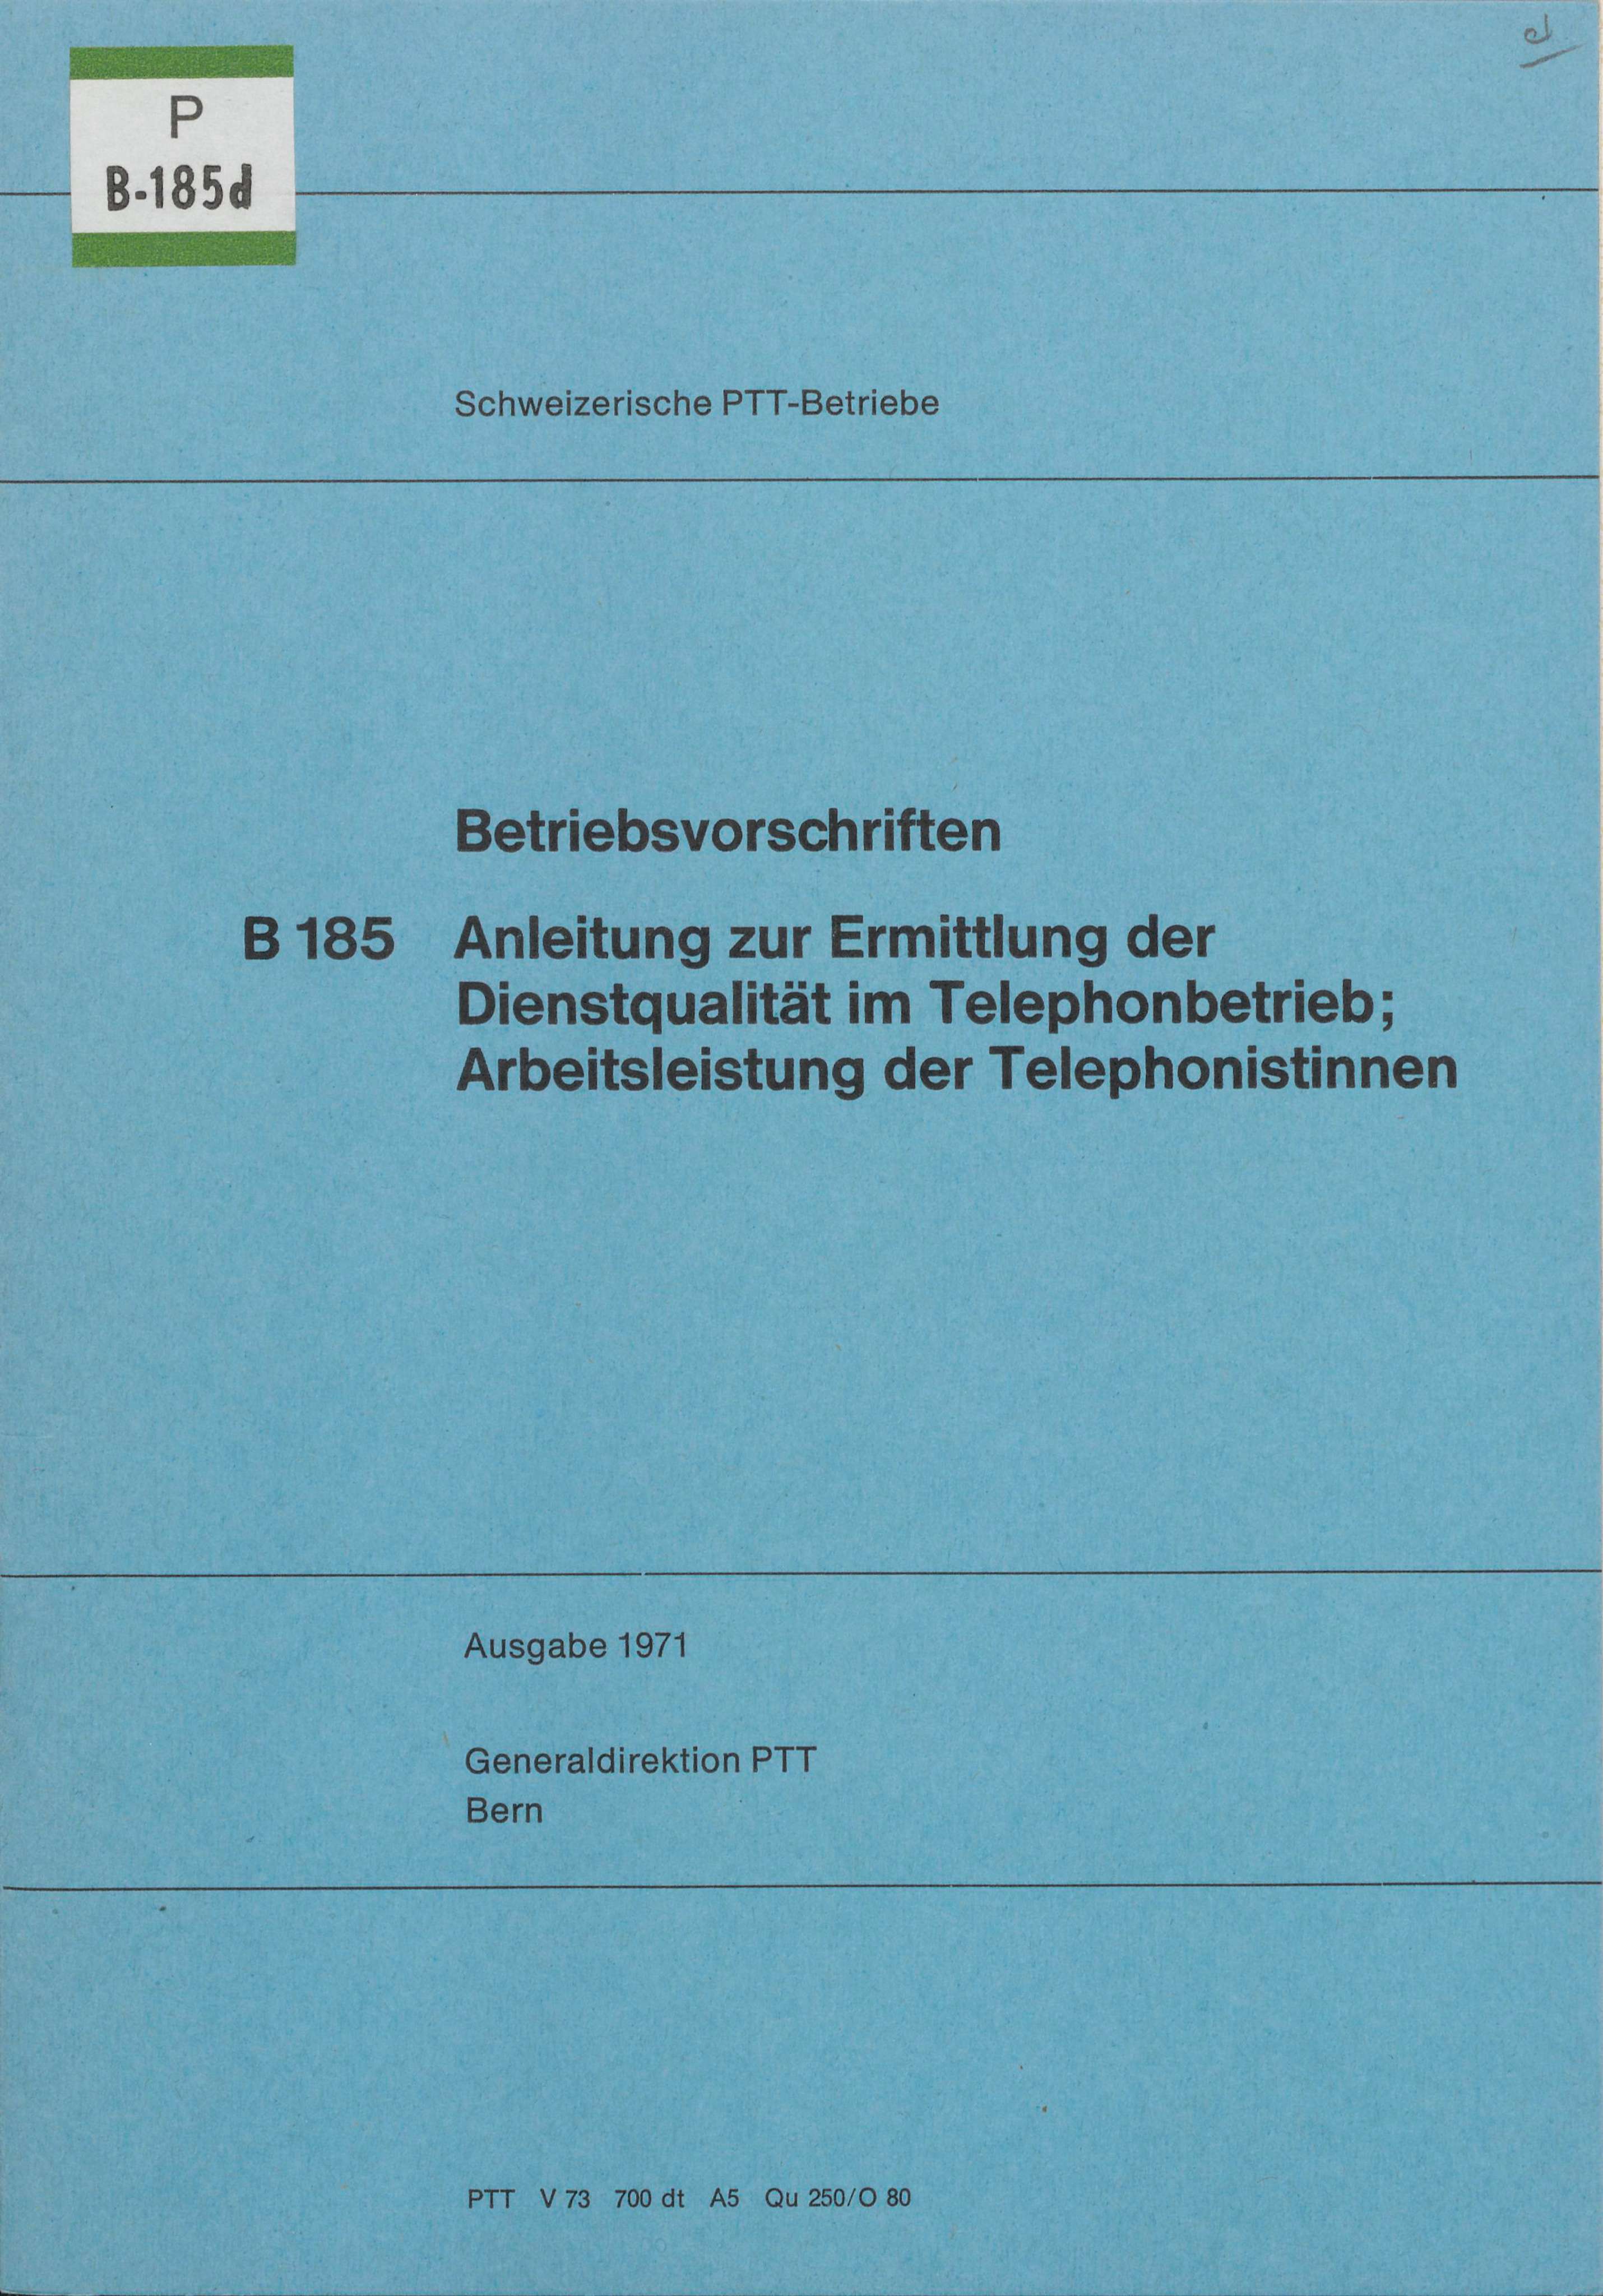 d
P
B-185d
Schweizerische PTT-Betriebe
Betriebsvorschriften
B 185 Anleitung zur Ermittlung der
Dienstqualität im Telephonbetrieb;
Arbeitsleistung der Telephonistinnen
Ausgabe 1971
Generaldirektion PTT
Bern
PTT V 73 700 dt A5 Qu 250/O 80